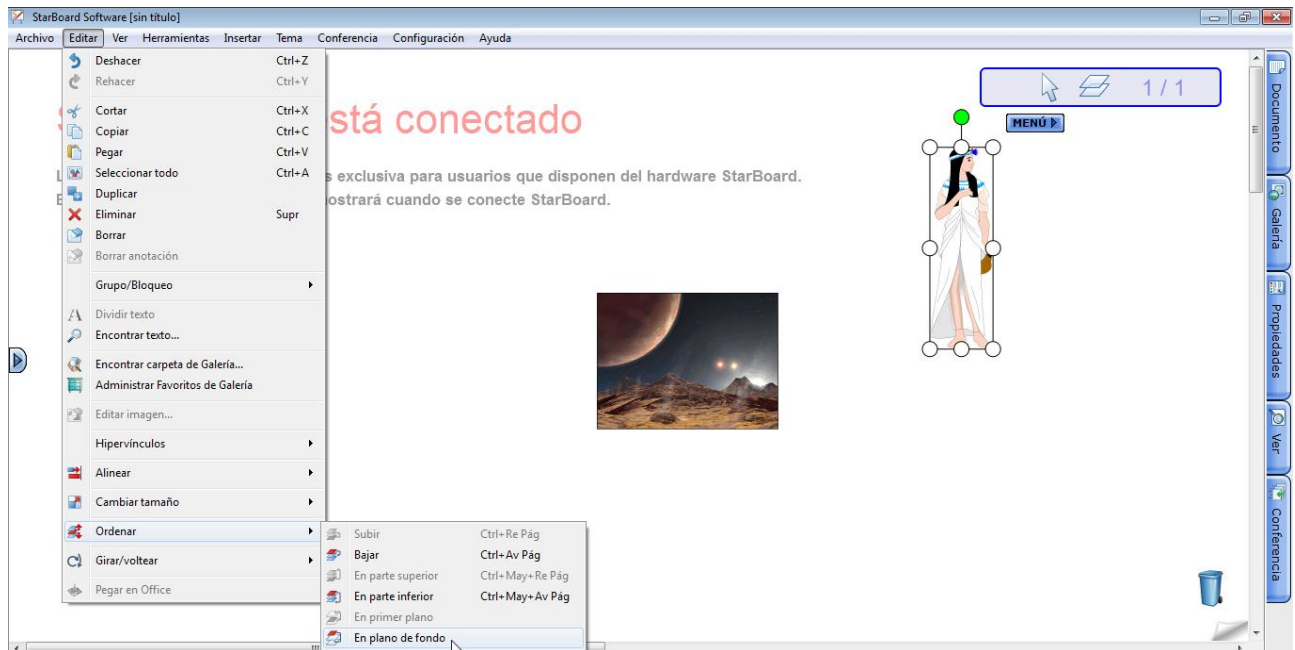 StarBoard Software [sin título]
Archivo Editar Ver Herramientas Insertar Tema Conferencia Configuración Ayuda
Deshacer Ctrl+Z
Rehacer Ctrl+Y
Cortar Ctrl+X
Copiar Ctrl+C
Pegar Ctrl+V
Seleccionar todo Ctrl+A
Duplicar
Eliminar Supr
Borrar
Borrar anotación
Grupo/Bloqueo
Dividir texto
Encontrar texto...
Encontrar carpeta de Galería...
Administrar Favoritos de Galería
Editar imagen...
Hipervínculos
Alinear
Cambiar tamaño
Ordenar
Girar/voltear
Pegar en Office
Subir Ctrl+Re Pág
Bajar Ctrl+Av Pág
En parte superior Ctrl+May+Re Pág
En parte inferior Ctrl+May+Av Pág
En primer plano
En plano de fondo
stá conectado
s exclusiva para usuarios que disponen del hardware StarBoard.
ostrará cuando se conecte StarBoard.
1 / 1
MENÚ
Documento
Galería
Propiedades
Ver
Conferencia